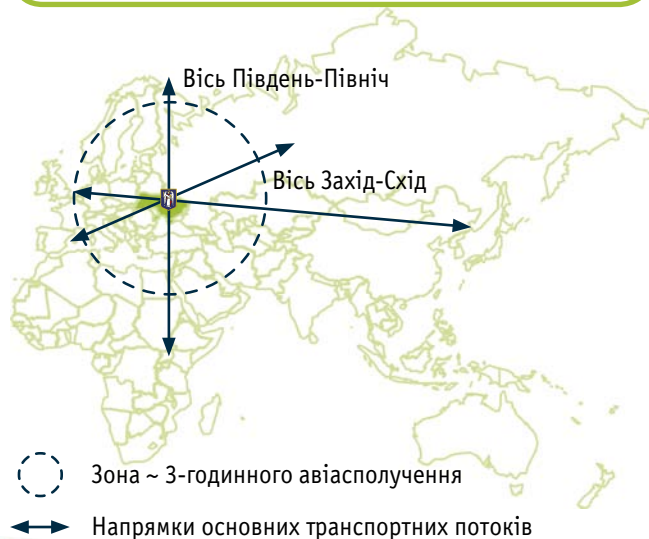 Вісь Південь-Північ
Вісь Захід-Схід
Зона ~ 3-годинного авіасполучення
Напрямки основних транспортних потоків